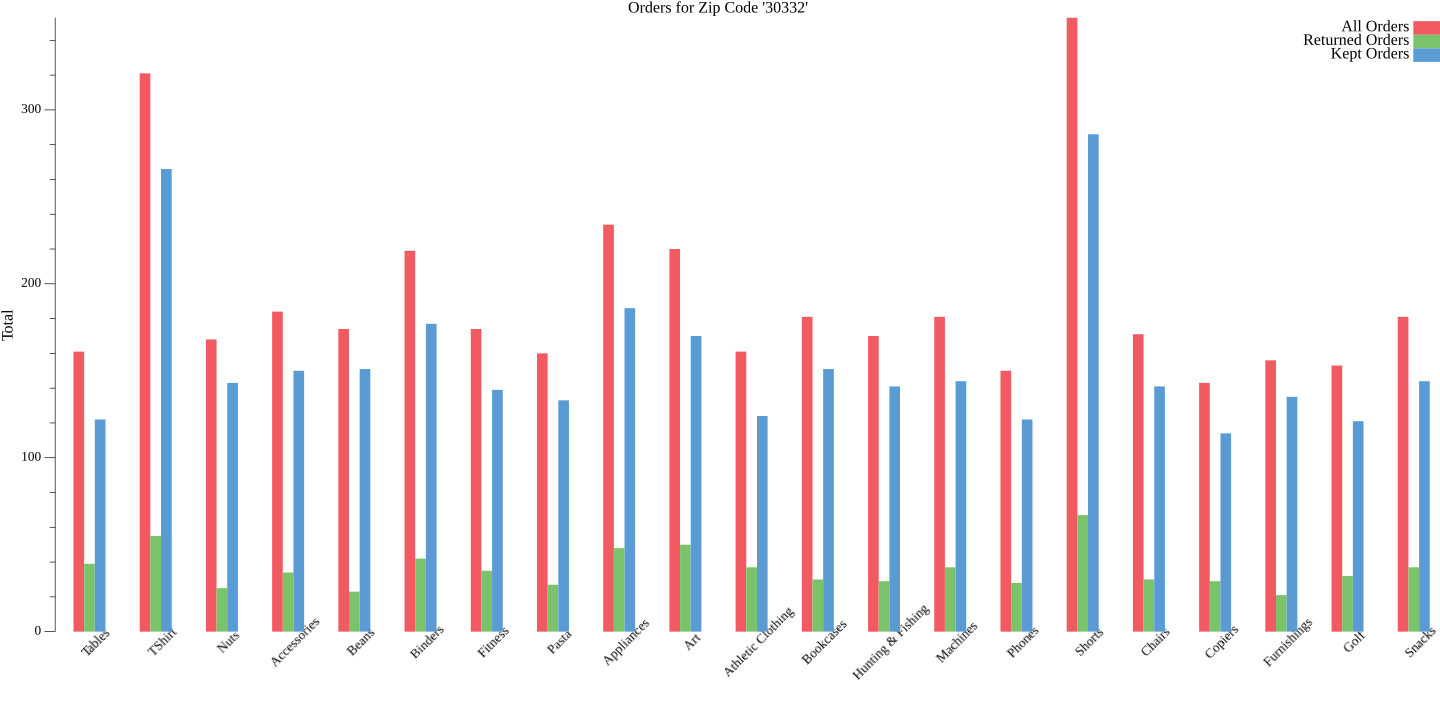 Orders for Zip Code '30332'
All Orders
Returned Orders
Kept Orders
Total
300
200
100
0
Tables
TShirt
Nuts
Accessories
Beans
Binders
Fitness
Pasta
Appliances
Art
Athletic Clothing
Bookcases
Hunting & Fishing
Machines
Phones
Shorts
Chairs
Copiers
Furnishings
Golf
Snacks